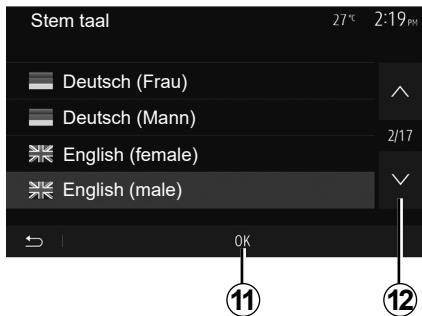 Stem taal 27°C 2:19PM
Deutsch (Frau)
Deutsch (Mann)
2/17
English (female)
English (male)
OK
11 12